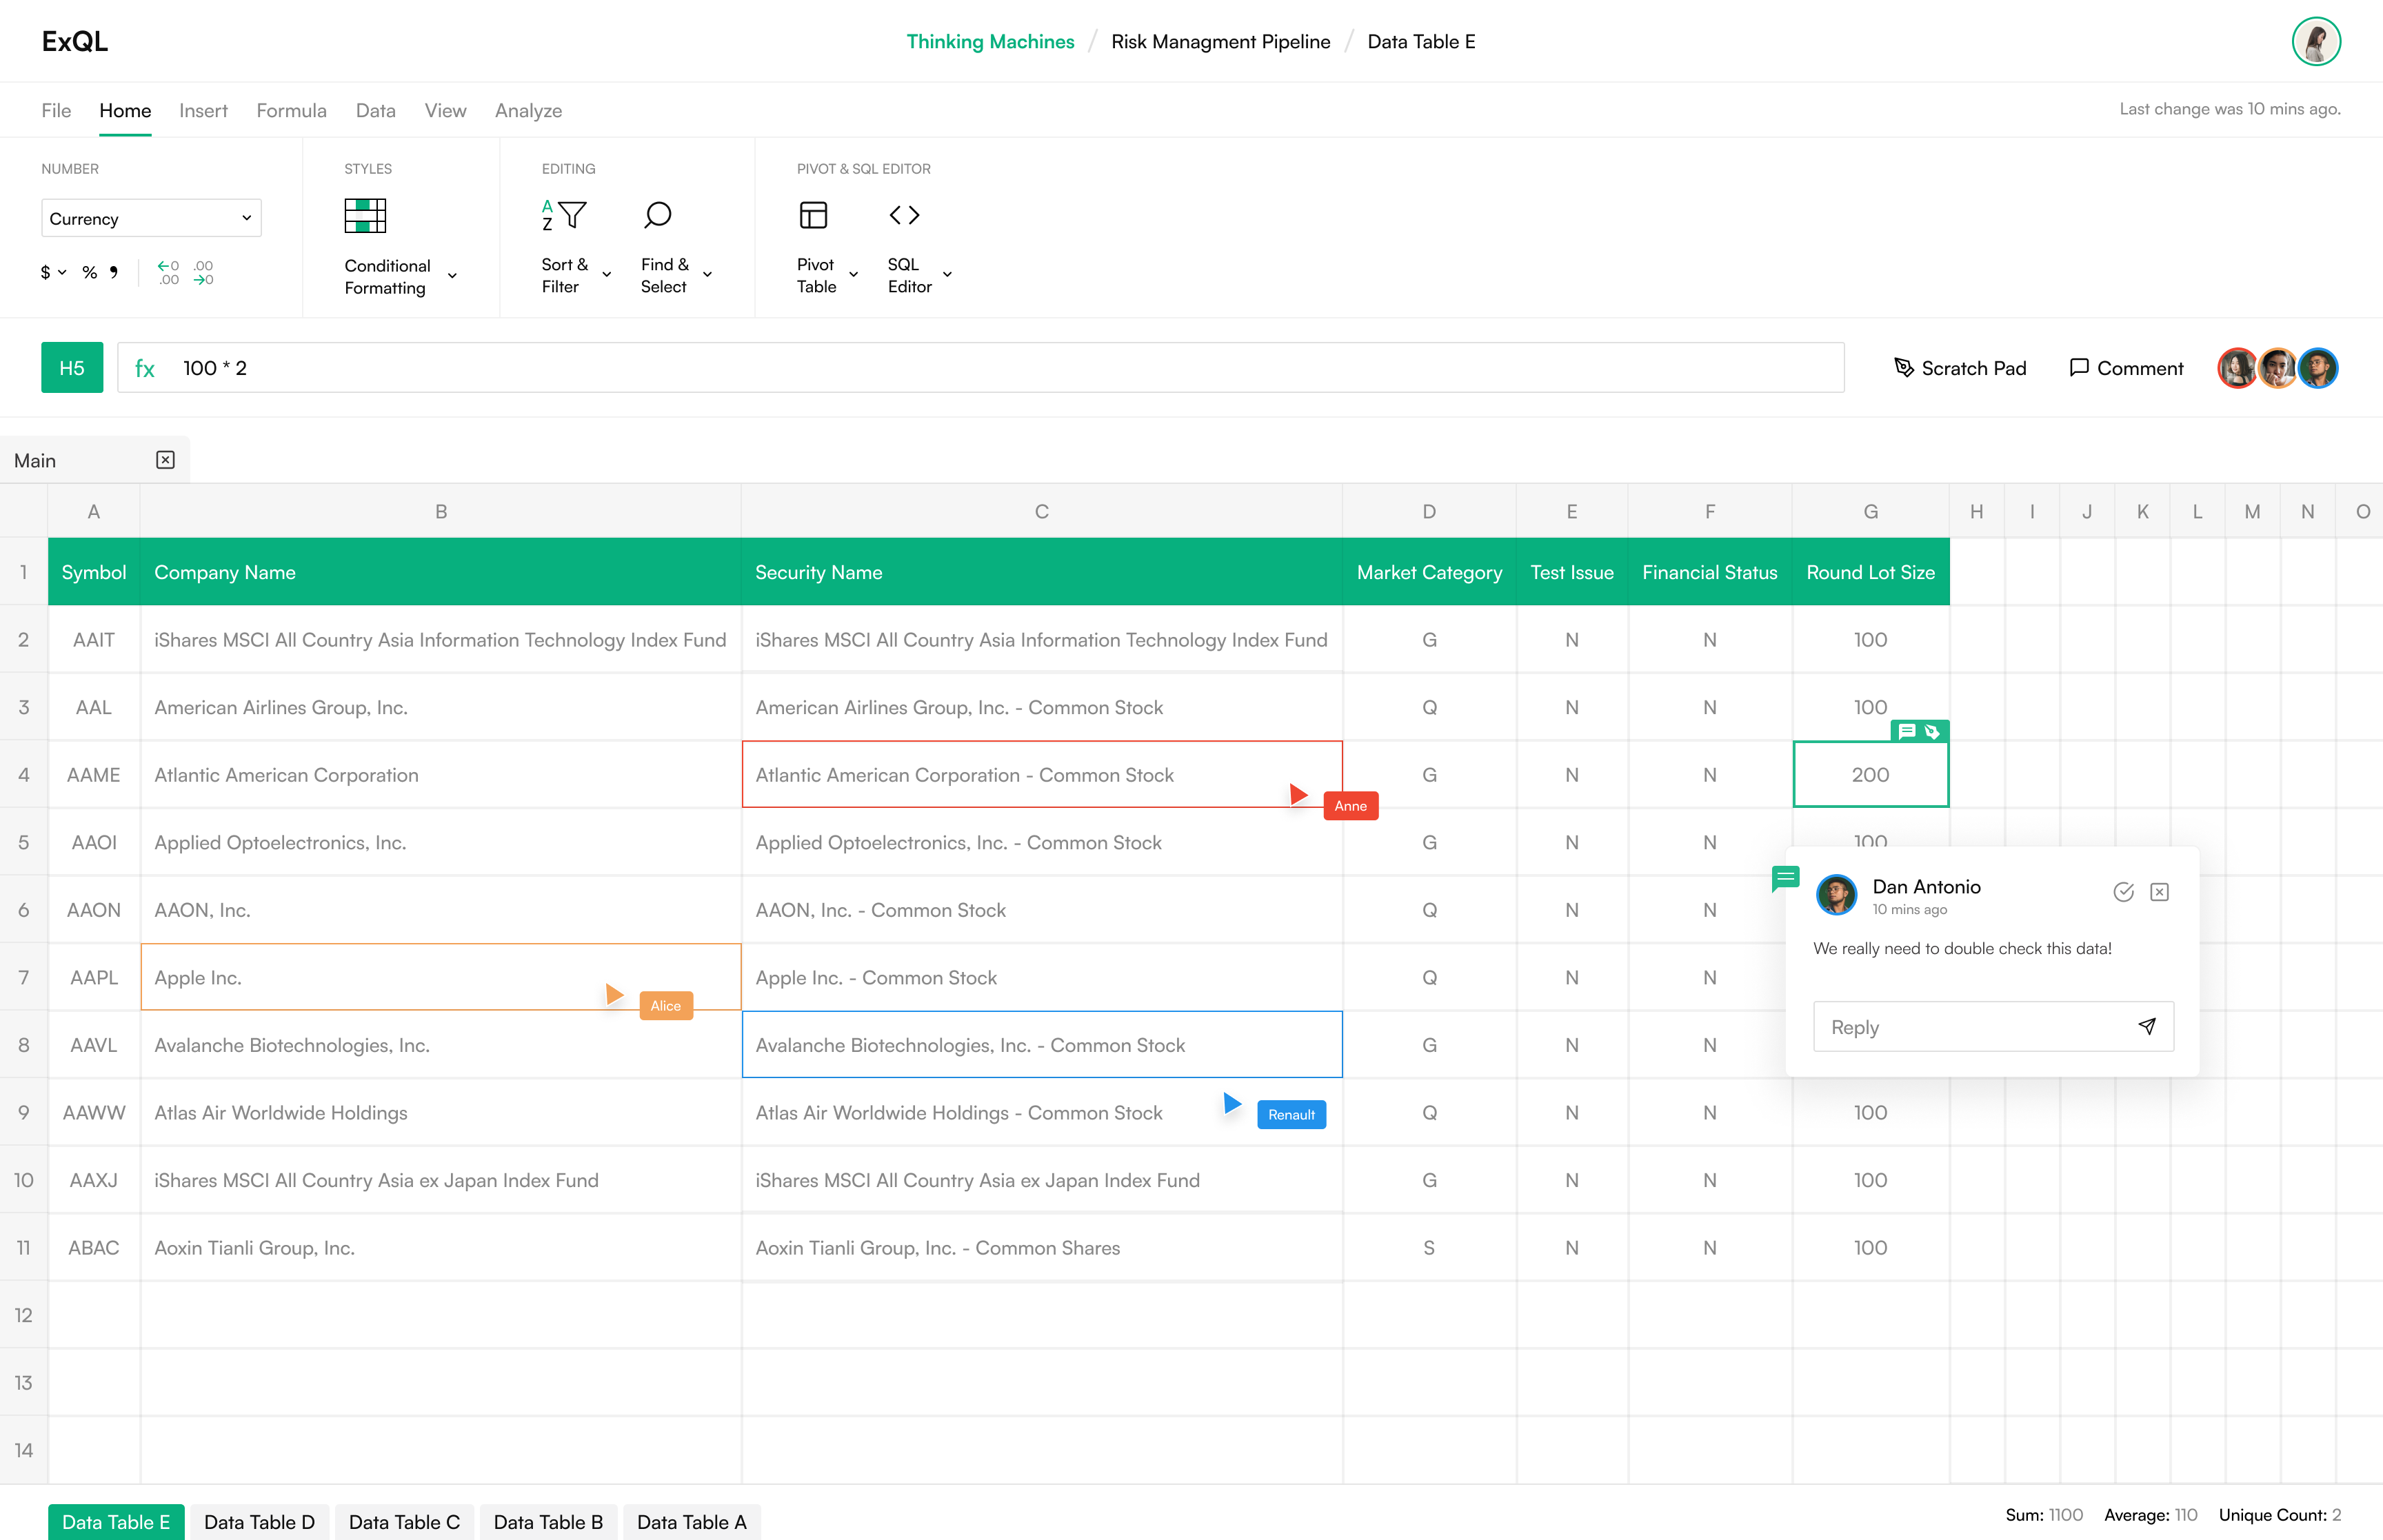 ExQL
Thinking Machines / Risk Managment Pipeline / Data Table E
File Home Insert Formula Data View Analyze
Last change was 10 mins ago.
NUMBER STYLES EDITING PIVOT & SQL EDITOR
Currency
A
Z
$ % , ←0 .00
.00 →0
Conditional
Formatting
Sort &
Filter
Find &
Select
Pivot
Table
SQL
Editor
H5 fx 100 * 2 Scratch Pad Comment
Main
A B C D E F G H I J K L M N O
1 Symbol Company Name Security Name Market Category Test Issue Financial Status Round Lot Size
2 AAIT iShares MSCI All Country Asia Information Technology Index Fund iShares MSCI All Country Asia Information Technology Index Fund G N N 100
3 AAL American Airlines Group, Inc. American Airlines Group, Inc. - Common Stock Q N N 100
4 AAME Atlantic American Corporation Atlantic American Corporation - Common Stock G N N 200
Anne
5 AAOI Applied Optoelectronics, Inc. Applied Optoelectronics, Inc. - Common Stock G N N 100
6 AAON AAON, Inc. AAON, Inc. - Common Stock Q N N
7 AAPL Apple Inc. Apple Inc. - Common Stock Q N N
Alice
8 AAVL Avalanche Biotechnologies, Inc. Avalanche Biotechnologies, Inc. - Common Stock G N N
9 AAWW Atlas Air Worldwide Holdings Atlas Air Worldwide Holdings - Common Stock Q N N 100
Renault
10 AAXJ iShares MSCI All Country Asia ex Japan Index Fund iShares MSCI All Country Asia ex Japan Index Fund G N N 100
11 ABAC Aoxin Tianli Group, Inc. Aoxin Tianli Group, Inc. - Common Shares S N N 100
12
13
14
Dan Antonio
10 mins ago
We really need to double check this data!
Reply
Data Table E Data Table D Data Table C Data Table B Data Table A
Sum: 1100 Average: 110 Unique Count: 2